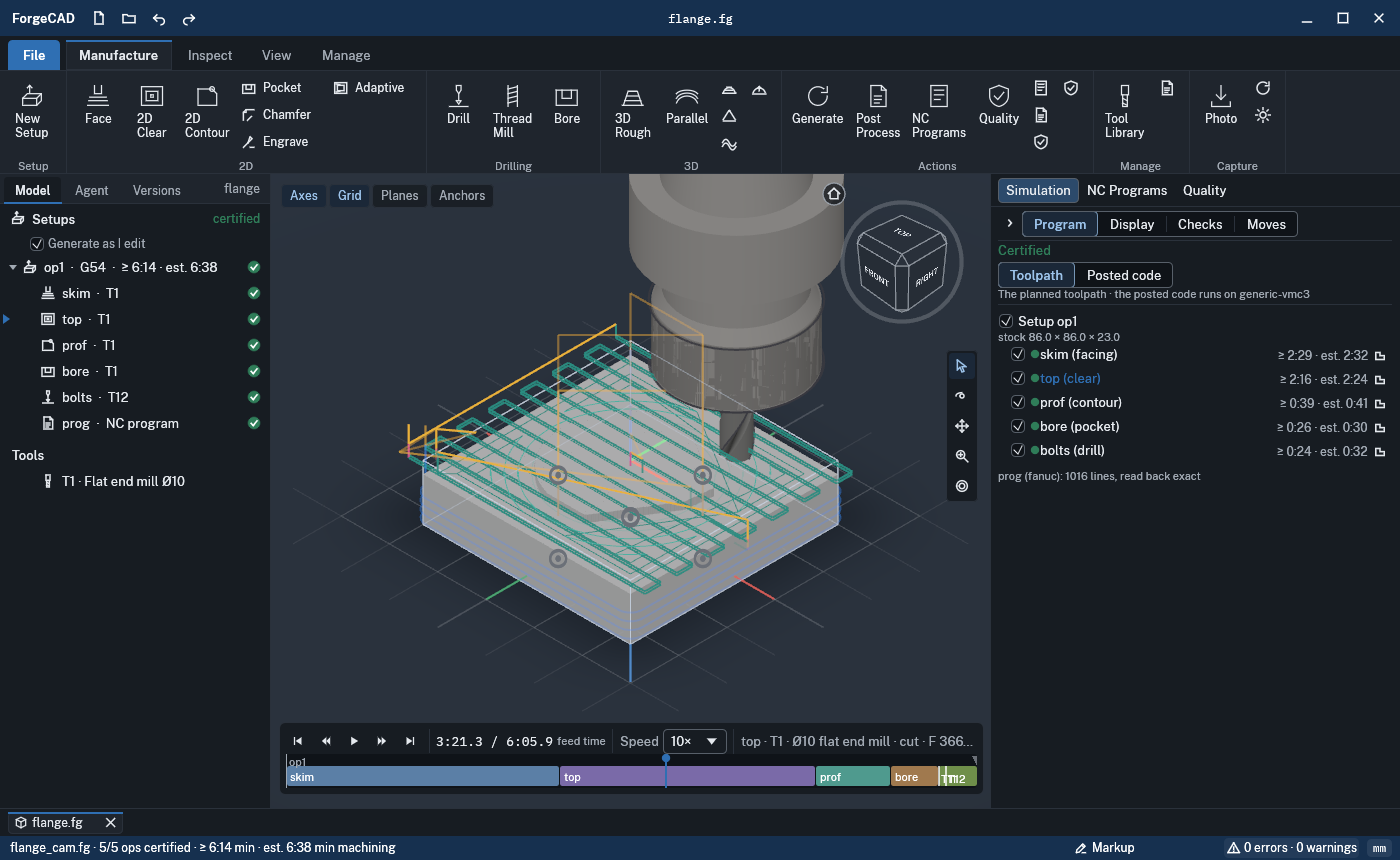 ForgeCAD
flange.fg
File
Manufacture
Inspect
View
Manage
New Setup
Face
2D Clear
2D Contour
Pocket
Chamfer
Engrave
Adaptive
Drill
Thread Mill
Bore
3D Rough
Parallel
Generate
Post Process
NC Programs
Quality
Tool Library
Photo
Setup
2D
Drilling
3D
Actions
Manage
Capture
Model
Agent
Versions
flange
Setups
certified
Generate as I edit
op1 · G54 · ≥ 6:14 · est. 6:38
skim · T1
top · T1
prof · T1
bore · T1
bolts · T12
prog · NC program
Tools
T1 · Flat end mill Ø10
Axes
Grid
Planes
Anchors
TOP
FRONT
RIGHT
3:21.3 / 6:05.9 feed time
Speed
10×
top · T1 · Ø10 flat end mill · cut · F 366...
op1
skim
top
prof
bore
T12
Simulation
NC Programs
Quality
Program
Display
Checks
Moves
Certified
Toolpath
Posted code
The planned toolpath · the posted code runs on generic-vmc3
Setup op1
stock 86.0 × 86.0 × 23.0
skim (facing)
≥ 2:29 · est. 2:32
top (clear)
≥ 2:16 · est. 2:24
prof (contour)
≥ 0:39 · est. 0:41
bore (pocket)
≥ 0:26 · est. 0:30
bolts (drill)
≥ 0:24 · est. 0:32
prog (fanuc): 1016 lines, read back exact
flange.fg
flange_cam.fg · 5/5 ops certified · ≥ 6:14 min · est. 6:38 min machining
Markup
0 errors · 0 warnings
mm